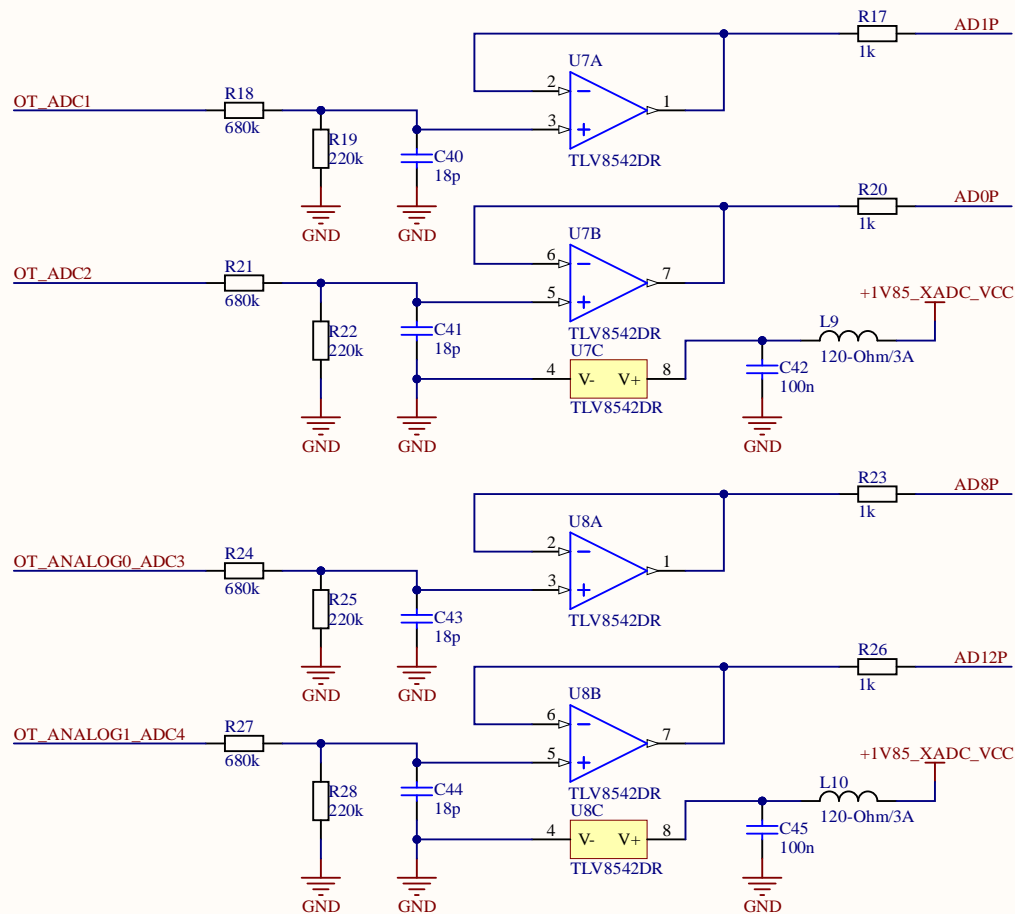 R17
AD1P
1k
U7A
2
OT_ADC1
R18
1
680k
R19
220k
3
C40
18p
TLV8542DR
GND
GND
R20
AD0P
1k
U7B
6
OT_ADC2
R21
7
680k
5
+1V85_XADC_VCC
R22
220k
C41
18p
TLV8542DR
U7C
L9
120-Ohm/3A
4
V-
V+
8
C42
100n
TLV8542DR
GND
GND
GND
R23
AD8P
1k
U8A
2
OT_ANALOG0_ADC3
R24
1
680k
R25
220k
3
C43
18p
TLV8542DR
GND
GND
R26
AD12P
1k
U8B
6
OT_ANALOG1_ADC4
R27
7
680k
5
+1V85_XADC_VCC
R28
220k
C44
18p
TLV8542DR
U8C
L10
120-Ohm/3A
4
V-
V+
8
C45
100n
TLV8542DR
GND
GND
GND